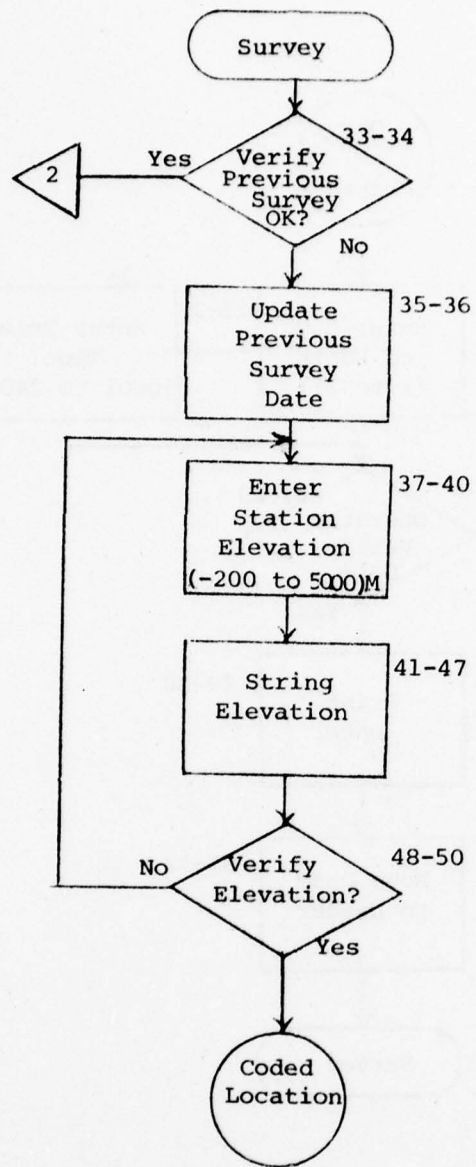 Survey
33-34
Yes
Verify
Previous
Survey
OK?
2
No
35-36
Update
Previous
Survey
Date
37-40
Enter
Station
Elevation
(-200 to 5000)M
41-47
String
Elevation
48-50
No
Verify
Elevation?
Yes
Coded
Location